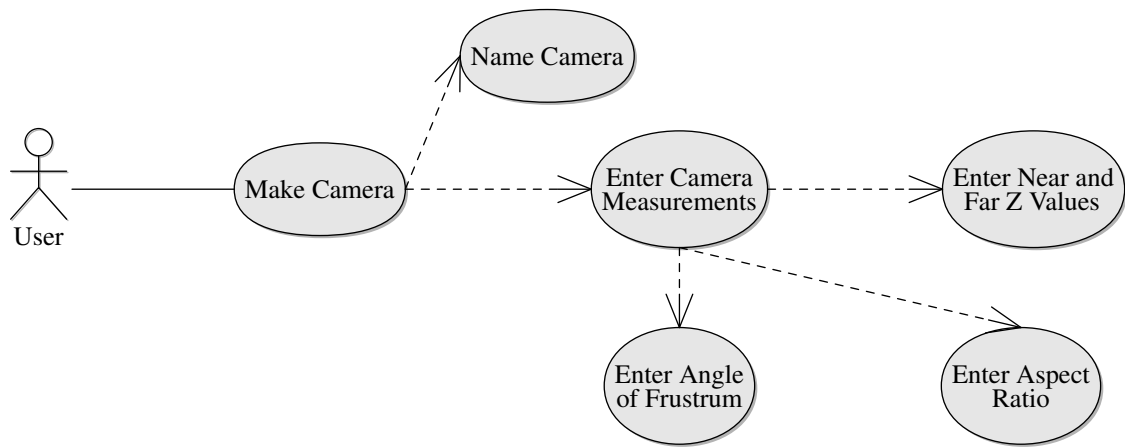 Name Camera
User
Make Camera
Enter Camera
Measurements
Enter Near and
Far Z Values
Enter Angle
of Frustrum
Enter Aspect
Ratio